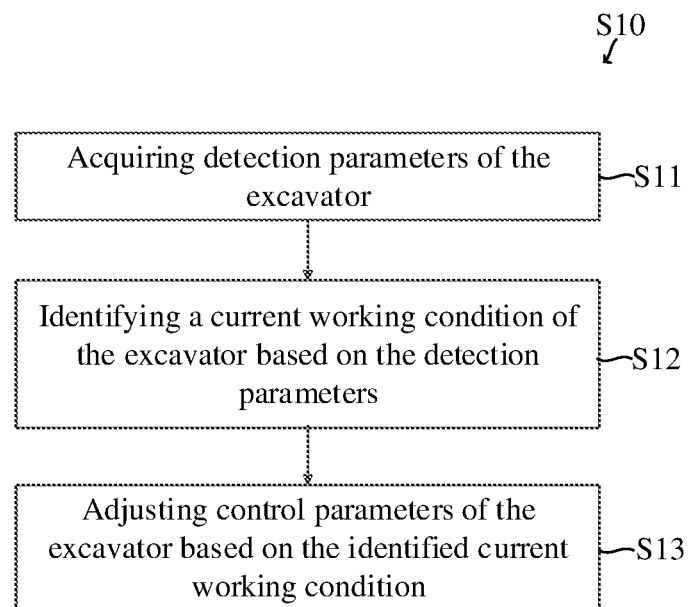 S10
Acquiring detection parameters of the
excavator
S11
Identifying a current working condition of
the excavator based on the detection
parameters
S12
Adjusting control parameters of the
excavator based on the identified current
working condition
S13